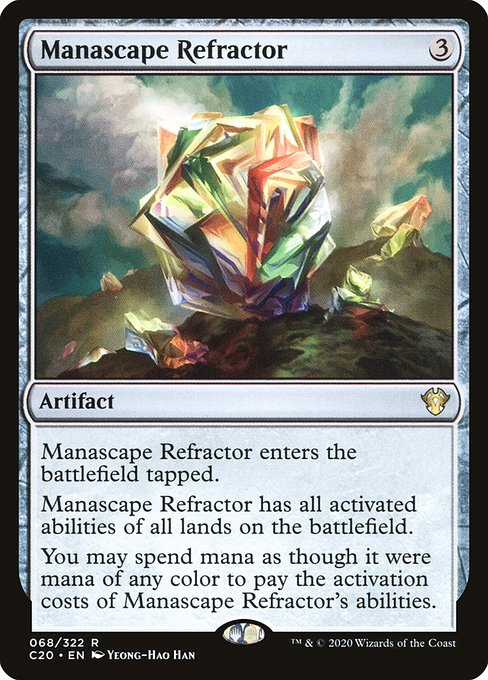 Manascape Refractor 3
Artifact
Manascape Refractor enters the
battlefield tapped.
Manascape Refractor has all activated
abilities of all lands on the battlefield.
You may spend mana as though it were
mana of any color to pay the activation
costs of Manascape Refractor's abilities.
068/322 R
C20 • EN Yeong-Hao Han
™ & © 2020 Wizards of the Coast